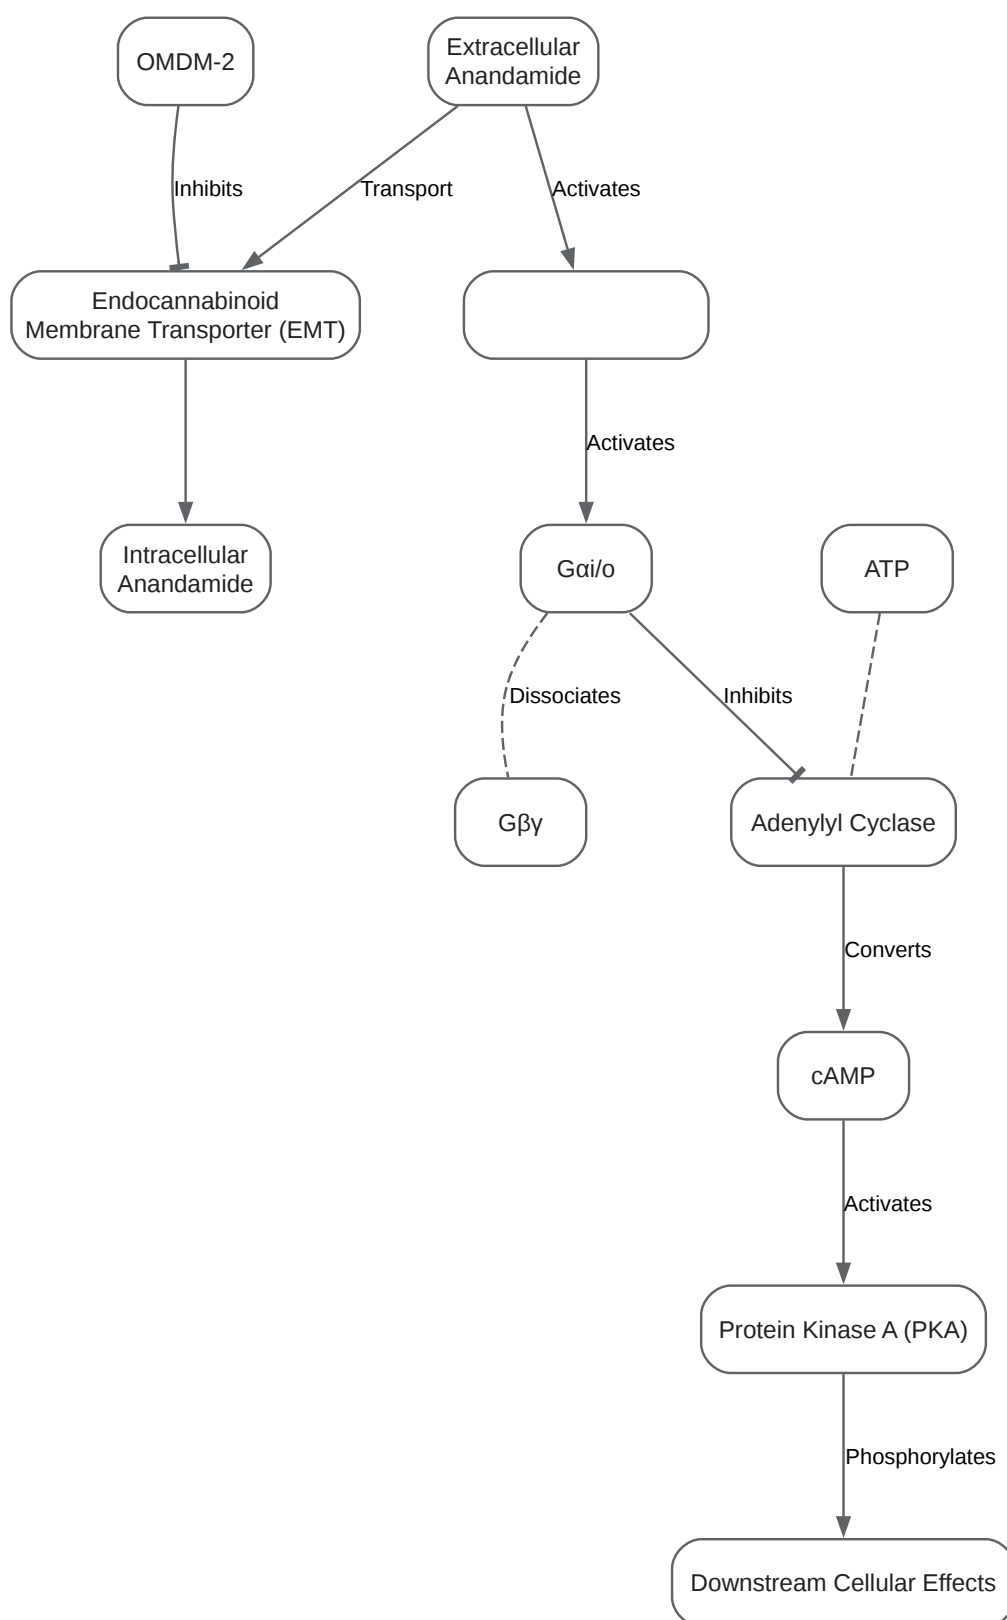 OMDM-2
Extracellular
Anandamide
Inhibits
Transport
Activates
Endocannabinoid
Membrane Transporter (EMT)
Activates
Intracellular
Anandamide
Gαi/o
ATP
Dissociates
Inhibits
Gβγ
Adenylyl Cyclase
Converts
cAMP
Activates
Protein Kinase A (PKA)
Phosphorylates
Downstream Cellular Effects